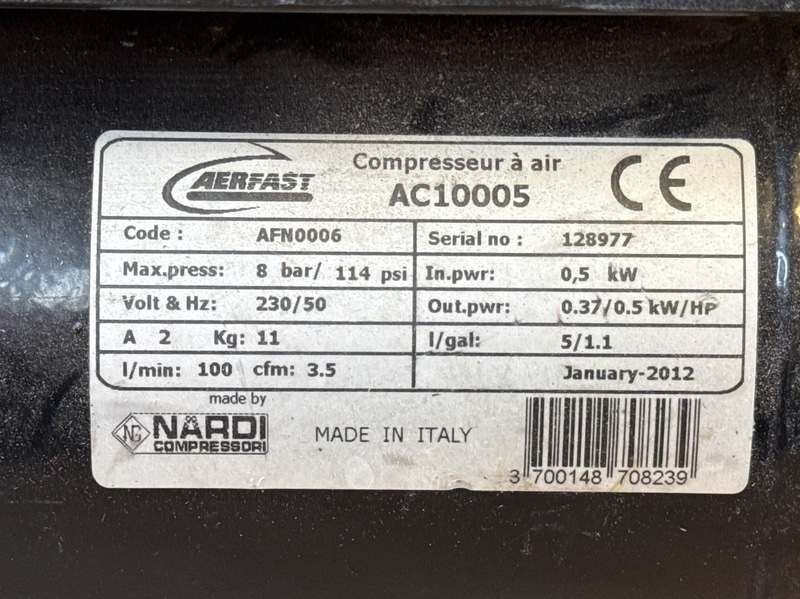 AERFAST
Compresseur à air
AC10005
CE
Code : AFN0006
Serial no : 128977
Max.press: 8 bar/ 114 psi
In.pwr: 0,5 kW
Volt & Hz: 230/50
Out.pwr: 0.37/0.5 kW/HP
A 2 Kg: 11
l/gal: 5/1.1
l/min: 100 cfm: 3.5
January-2012
made by
NG NARDI
COMPRESSORI
MADE IN ITALY
3 700148 708239